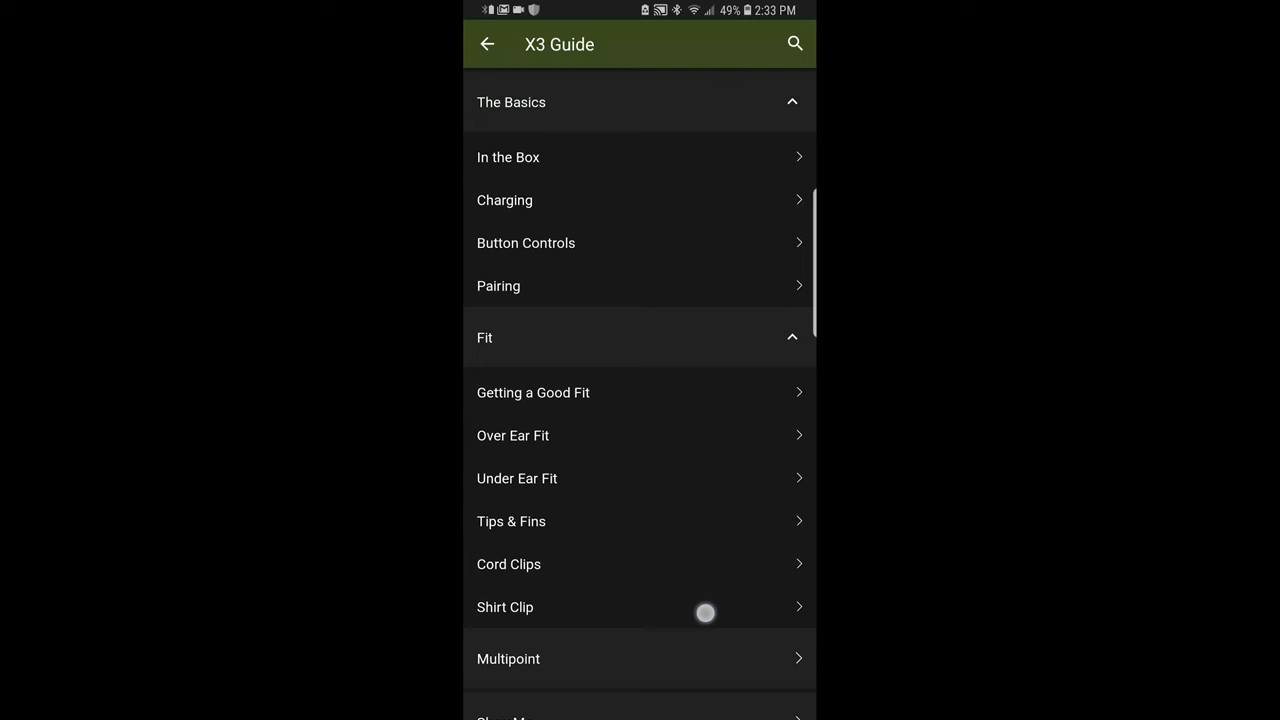 49% 2:33 PM
X3 Guide
The Basics
In the Box
Charging
Button Controls
Pairing
Fit
Getting a Good Fit
Over Ear Fit
Under Ear Fit
Tips & Fins
Cord Clips
Shirt Clip
Multipoint